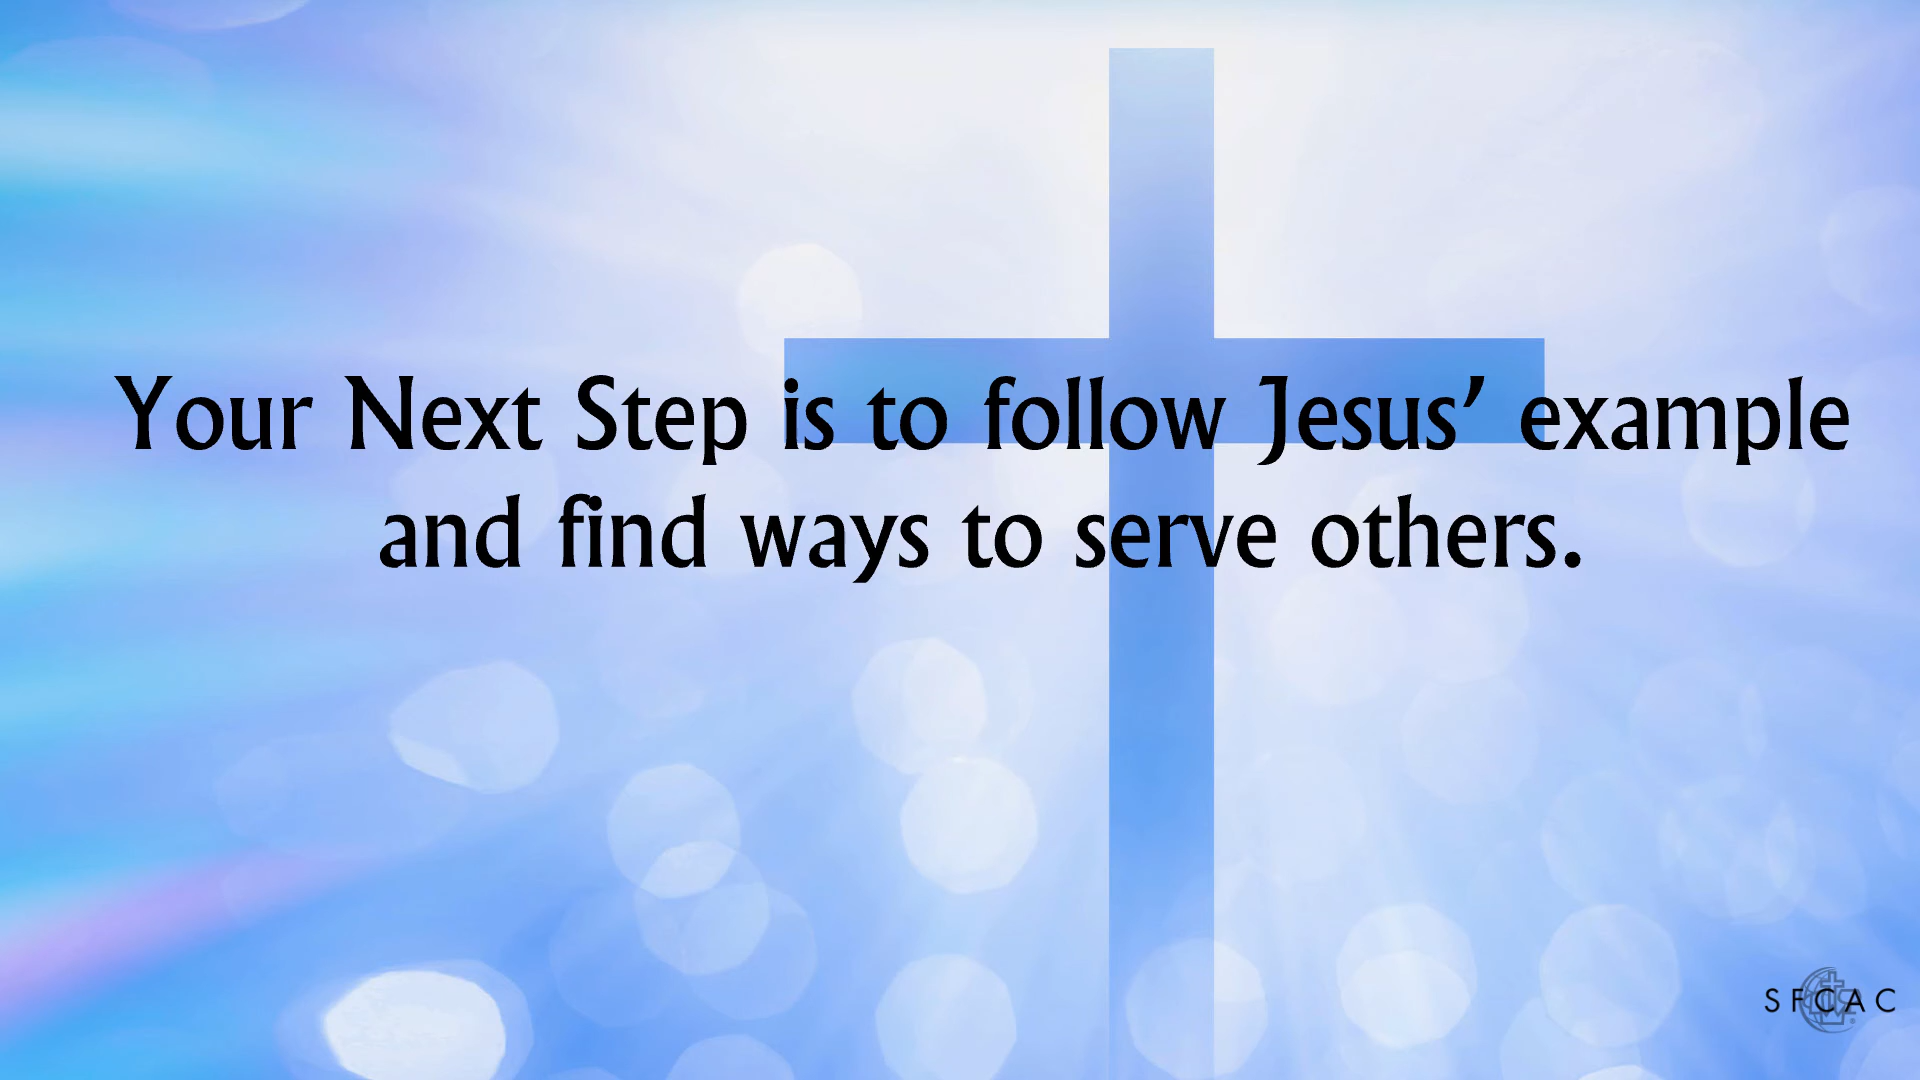 Your Next Step is to follow Jesus’ example
and find ways to serve others.
SFCAC